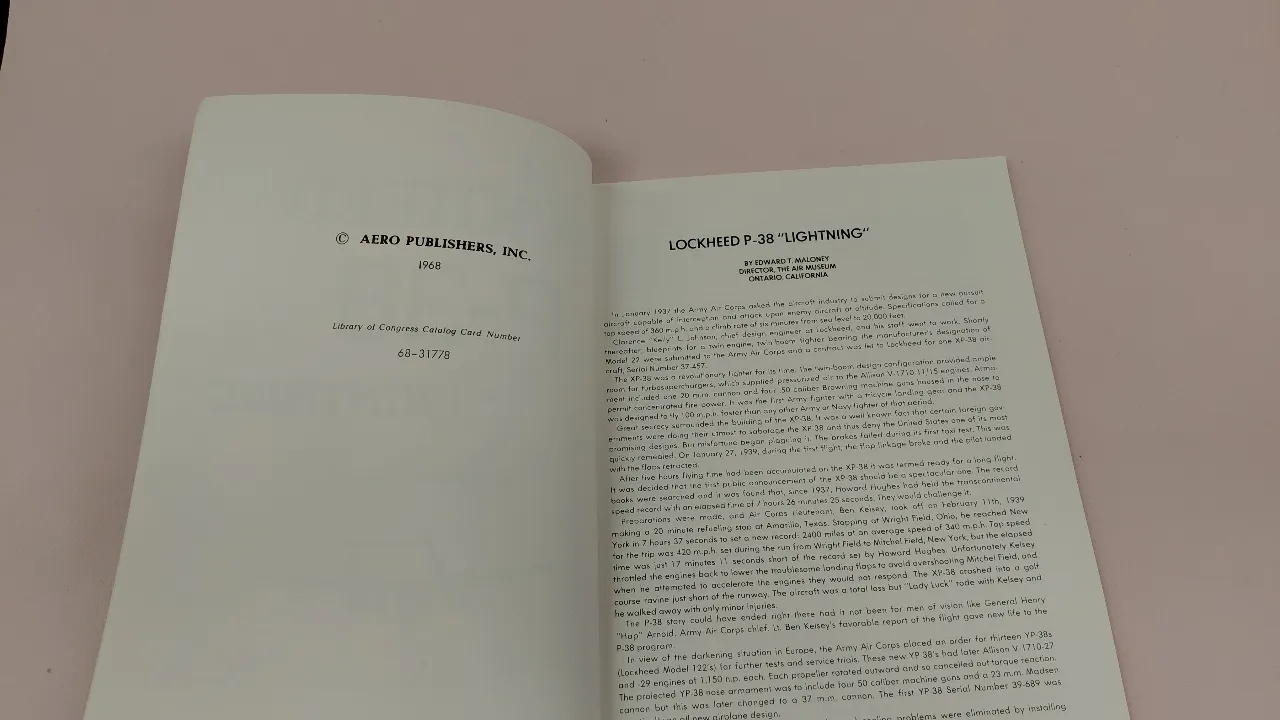 © AERO PUBLISHERS, INC.
1968
Library of Congress Catalog Card Number
68-31778
LOCKHEED P-38 "LIGHTNING"
BY EDWARD T. MALONEY
DIRECTOR, THE AIR MUSEUM
ONTARIO, CALIFORNIA
In January 1937 the Army Air Corps asked the aircraft industry to submit designs for a new pursuit
aircraft capable of interception and attack upon enemy aircraft at altitude. Specifications called for a
top speed of 360 m.p.h. and a climb rate of six minutes from sea level to 20,000 feet.
Clarence "Kelly" L. Johnson, chief design engineer at Lockheed, and his staff went to work. Shortly
thereafter, blueprints for a twin engine, twin boom fighter bearing the manufacturer's designation of
Model 22 were submitted to the Army Air Corps and a contract was let to Lockheed for one XP-38 air-
craft, Serial Number 37-457.
The XP-38 was a revolutionary fighter for its time. The twin-boom design configuration provided ample
room for turbosuperchargers, which supplied pressurized air to the Allison V-1710-11/15 engines. Arma-
ment included one 20 m.m. cannon and four .50 caliber Browning machine guns housed in the nose to
permit concentrated fire power. It was the first Army fighter with a tricycle landing gear and the XP-38
was designed to fly 100 m.p.h. faster than any other Army or Navy fighter of that period.
Great secrecy surrounded the building of the XP-38. It was a well known fact that certain foreign gov
ernments were doing their utmost to sabotage the XP 38 and thus deny the United States one of its most
promising designs. But misfortune began plaguing it. The brakes failed during its first taxi test. This was
quickly remedied. On January 27, 1939, during the first flight, the flap linkage broke and the pilot landed
with the flaps retracted.
After five hours flying time had been accumulated on the XP-38 it was termed ready for a long flight.
It was decided that the first public announcement of the XP-38 should be a spectacular one. The record
books were searched and it was found that, since 1937, Howard Hughes had held the transcontinental
speed record with an elapsed time of 7 hours 26 minutes 25 seconds. They would challenge it.
Preparations were made, and Air Corps Lieutenant, Ben Kelsey, took off on February 11th, 1939
making a 20 minute refueling stop at Amarillo, Texas. Stopping at Wright Field, Ohio, he reached New
York in 7 hours 37 seconds to set a new record: 2400 miles at an average speed of 340 m.p.h. Top speed
for the trip was 420 m.p.h. set during the run from Wright Field to Mitchel Field, New York, but the elapsed
time was just 17 minutes 11 seconds short of the record set by Howard Hughes. Unfortunately Kelsey
throttled the engines back to lower the troublesome landing flaps to avoid overshooting Mitchel Field, and
when he attempted to accelerate the engines they would not respond. The XP-38 crashed into a golf
course ravine just short of the runway. The aircraft was a total loss but "Lady Luck" rode with Kelsey and
he walked away with only minor injuries.
The P-38 story could have ended right there had it not been for men of vision like General Henry
"Hap" Arnold, Army Air Corps chief. Lt. Ben Kelsey's favorable report of the flight gave new life to the
P-38 program.
In view of the darkening situation in Europe, the Army Air Corps placed an order for thirteen YP-38s
(Lockheed Model 122's) for further tests and service trials. These new YP 38's had later Allison V 1710-27
and -29 engines of 1,150 h.p. each. Each propeller rotated outward and so cancelled out torque reaction.
The projected YP-38 nose armament was to include four 50 caliber machine guns and a 23 m.m. Madsen
cannon but this was later changed to a 37 m.m. cannon. The first YP 38 Serial Number 39-689 was
all new airplane design.
problems were eliminated by installing